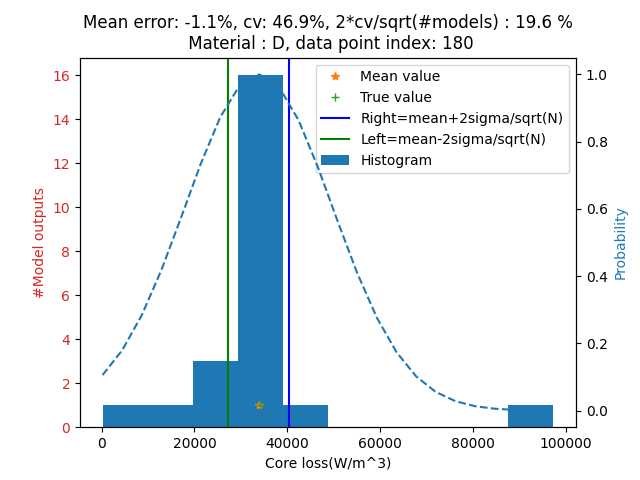 Mean error: -1.1%, cv: 46.9%, 2*cv/sqrt(#models) : 19.6 %
Material : D, data point index: 180
Mean value
True value
Right=mean+2sigma/sqrt(N)
Left=mean-2sigma/sqrt(N)
Histogram
#Model outputs
16
14
12
10
8
6
4
2
0
1.0
0.8
0.6
0.4
0.2
0.0
Probability
0
20000
40000
60000
80000
100000
Core loss(W/m^3)